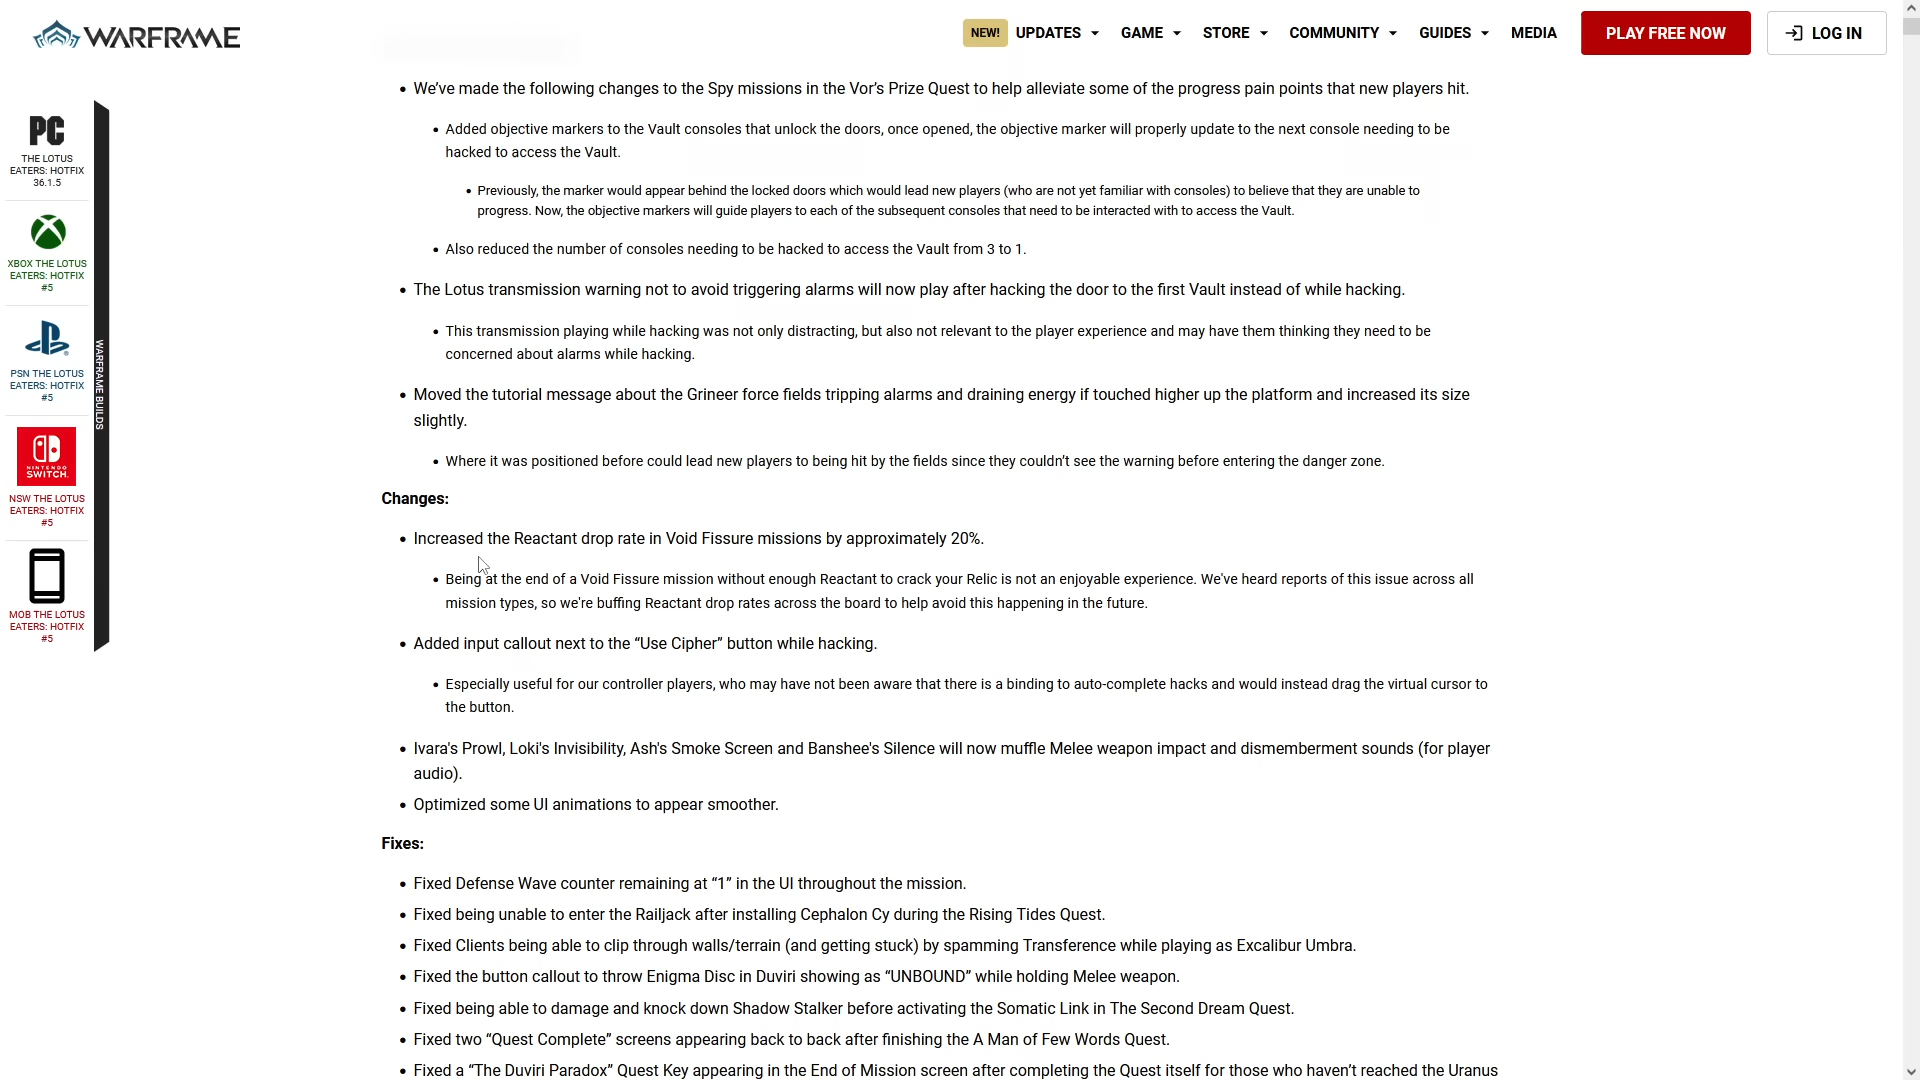 WARFRAME
NEW! UPDATES GAME STORE COMMUNITY GUIDES MEDIA PLAY FREE NOW LOG IN
PC
THE LOTUS
EATERS: HOTFIX
36.1.5
XBOX THE LOTUS
EATERS: HOTFIX
#5
PSN THE LOTUS
EATERS: HOTFIX
#5
NINTENDO
SWITCH.
NSW THE LOTUS
EATERS: HOTFIX
#5
MOB THE LOTUS
EATERS: HOTFIX
#5
WARFRAME BUILDS
• We’ve made the following changes to the Spy missions in the Vor’s Prize Quest to help alleviate some of the progress pain points that new players hit.
• Added objective markers to the Vault consoles that unlock the doors, once opened, the objective marker will properly update to the next console needing to be
hacked to access the Vault.
• Previously, the marker would appear behind the locked doors which would lead new players (who are not yet familiar with consoles) to believe that they are unable to
progress. Now, the objective markers will guide players to each of the subsequent consoles that need to be interacted with to access the Vault.
• Also reduced the number of consoles needing to be hacked to access the Vault from 3 to 1.
• The Lotus transmission warning not to avoid triggering alarms will now play after hacking the door to the first Vault instead of while hacking.
• This transmission playing while hacking was not only distracting, but also not relevant to the player experience and may have them thinking they need to be
concerned about alarms while hacking.
• Moved the tutorial message about the Grineer force fields tripping alarms and draining energy if touched higher up the platform and increased its size
slightly.
• Where it was positioned before could lead new players to being hit by the fields since they couldn’t see the warning before entering the danger zone.
Changes:
• Increased the Reactant drop rate in Void Fissure missions by approximately 20%.
• Being at the end of a Void Fissure mission without enough Reactant to crack your Relic is not an enjoyable experience. We've heard reports of this issue across all
mission types, so we're buffing Reactant drop rates across the board to help avoid this happening in the future.
• Added input callout next to the “Use Cipher” button while hacking.
• Especially useful for our controller players, who may have not been aware that there is a binding to auto-complete hacks and would instead drag the virtual cursor to
the button.
• Ivara's Prowl, Loki's Invisibility, Ash's Smoke Screen and Banshee's Silence will now muffle Melee weapon impact and dismemberment sounds (for player
audio).
• Optimized some UI animations to appear smoother.
Fixes:
• Fixed Defense Wave counter remaining at “1” in the UI throughout the mission.
• Fixed being unable to enter the Railjack after installing Cephalon Cy during the Rising Tides Quest.
• Fixed Clients being able to clip through walls/terrain (and getting stuck) by spamming Transference while playing as Excalibur Umbra.
• Fixed the button callout to throw Enigma Disc in Duviri showing as “UNBOUND” while holding Melee weapon.
• Fixed being able to damage and knock down Shadow Stalker before activating the Somatic Link in The Second Dream Quest.
• Fixed two “Quest Complete” screens appearing back to back after finishing the A Man of Few Words Quest.
• Fixed a “The Duviri Paradox” Quest Key appearing in the End of Mission screen after completing the Quest itself for those who haven’t reached the Uranus